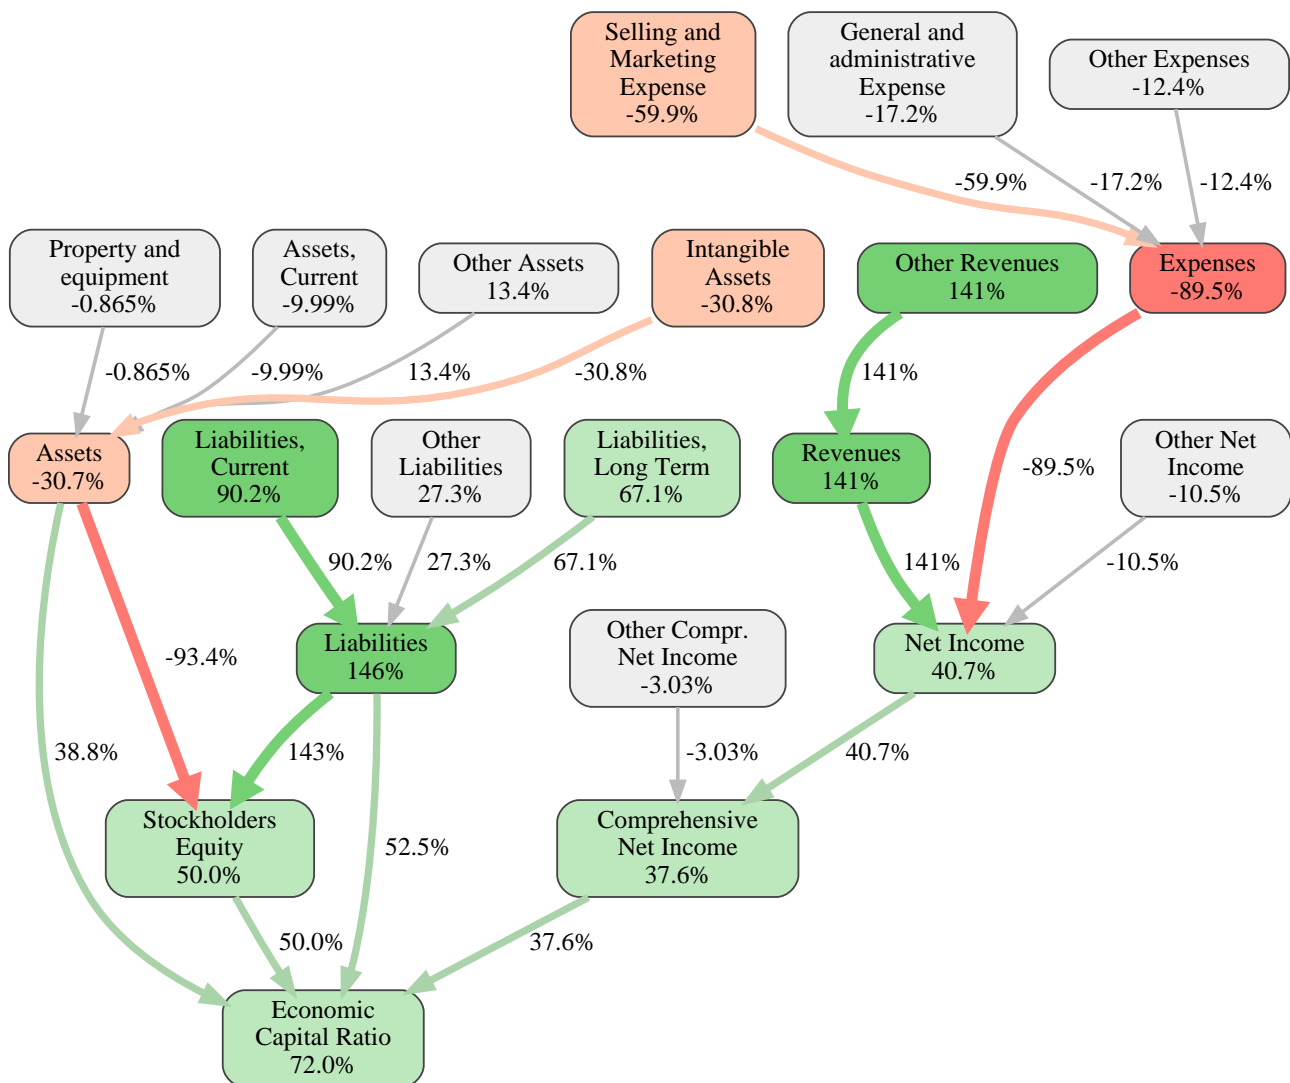 Selling and
Marketing
Expense
-59.9%
General and
administrative
Expense
-17.2%
Other Expenses
-12.4%
-59.9%
-17.2%
-12.4%
Property and
equipment
-0.865%
Assets,
Current
-9.99%
Other Assets
13.4%
Intangible
Assets
-30.8%
Other Revenues
141%
Expenses
-89.5%
-0.865%
-9.99%
13.4%
-30.8%
141%
Assets
-30.7%
Liabilities,
Current
90.2%
Other
Liabilities
27.3%
Liabilities,
Long Term
67.1%
Revenues
141%
-89.5%
Other Net
Income
-10.5%
90.2%
27.3%
67.1%
141%
-10.5%
-93.4%
Liabilities
146%
Other Compr.
Net Income
-3.03%
Net Income
40.7%
38.8%
143%
-3.03%
40.7%
Stockholders
Equity
50.0%
52.5%
Comprehensive
Net Income
37.6%
50.0%
37.6%
Economic
Capital Ratio
72.0%